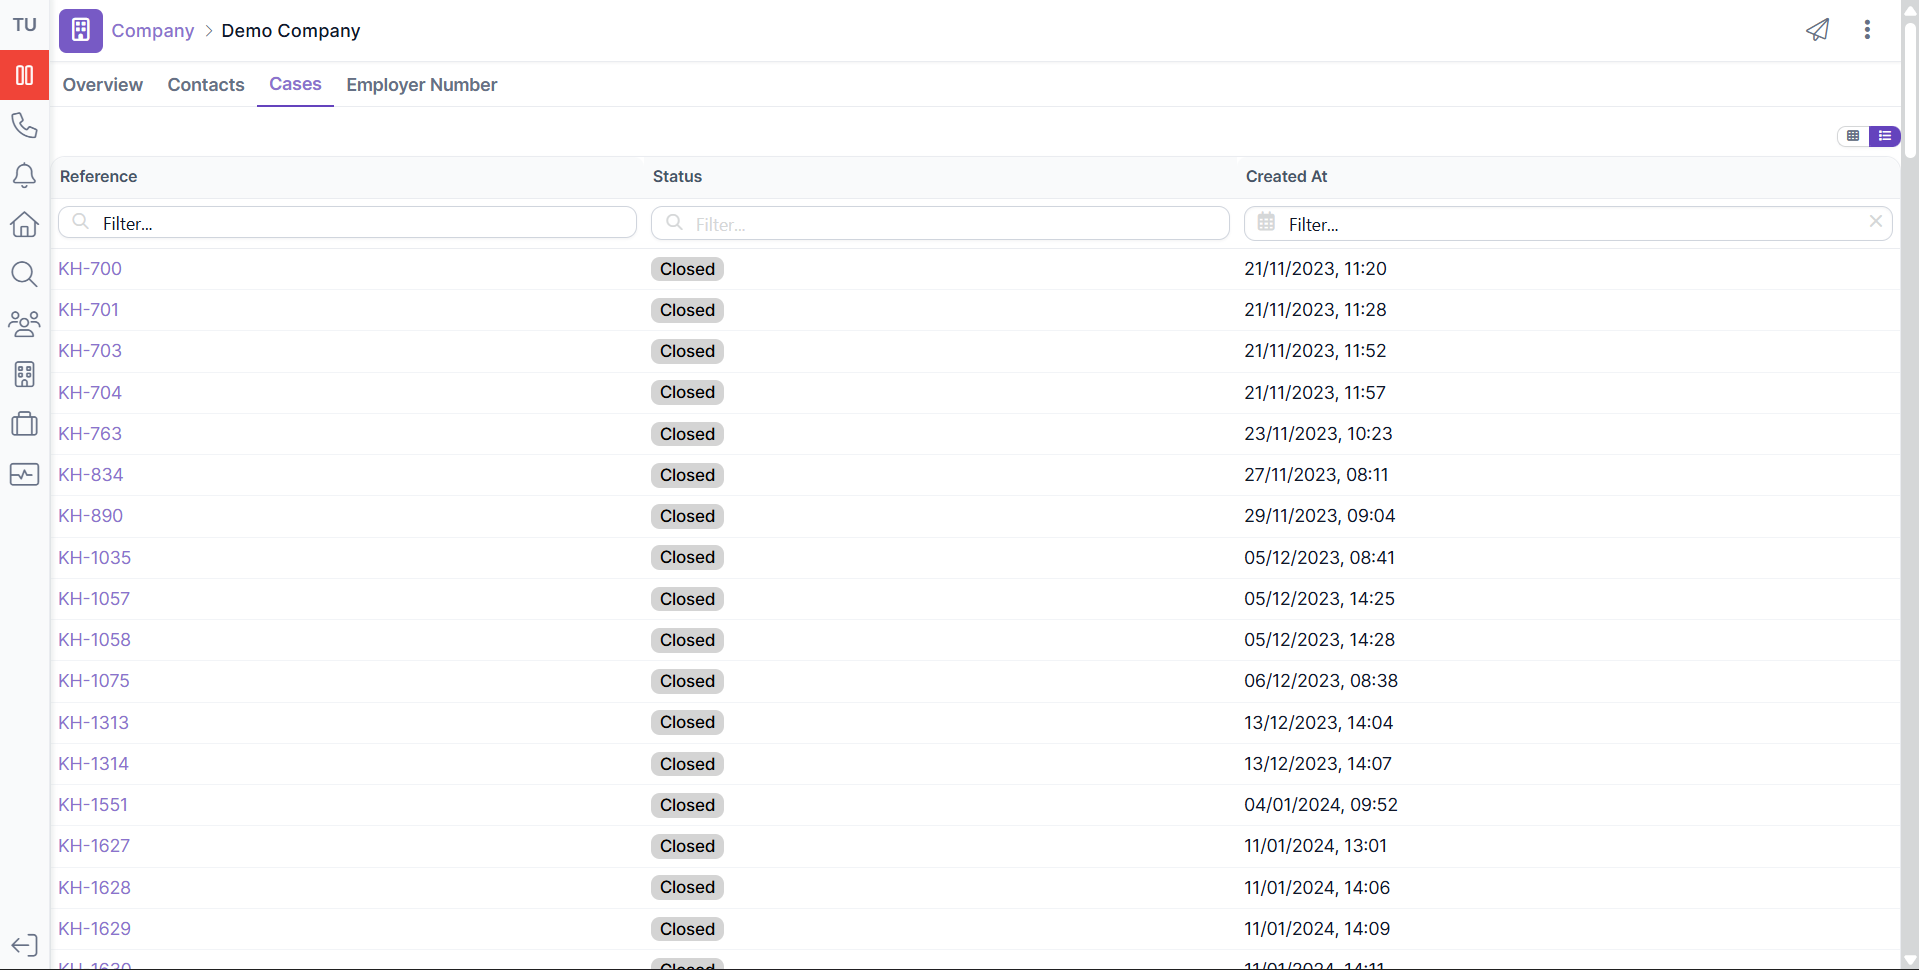 TU
Company > Demo Company
Overview Contacts Cases Employer Number
Reference Status Created At
Filter... Filter... Filter...
KH-700 Closed 21/11/2023, 11:20
KH-701 Closed 21/11/2023, 11:28
KH-703 Closed 21/11/2023, 11:52
KH-704 Closed 21/11/2023, 11:57
KH-763 Closed 23/11/2023, 10:23
KH-834 Closed 27/11/2023, 08:11
KH-890 Closed 29/11/2023, 09:04
KH-1035 Closed 05/12/2023, 08:41
KH-1057 Closed 05/12/2023, 14:25
KH-1058 Closed 05/12/2023, 14:28
KH-1075 Closed 06/12/2023, 08:38
KH-1313 Closed 13/12/2023, 14:04
KH-1314 Closed 13/12/2023, 14:07
KH-1551 Closed 04/01/2024, 09:52
KH-1627 Closed 11/01/2024, 13:01
KH-1628 Closed 11/01/2024, 14:06
KH-1629 Closed 11/01/2024, 14:09
KH-1630 Closed 11/01/2024, 14:11